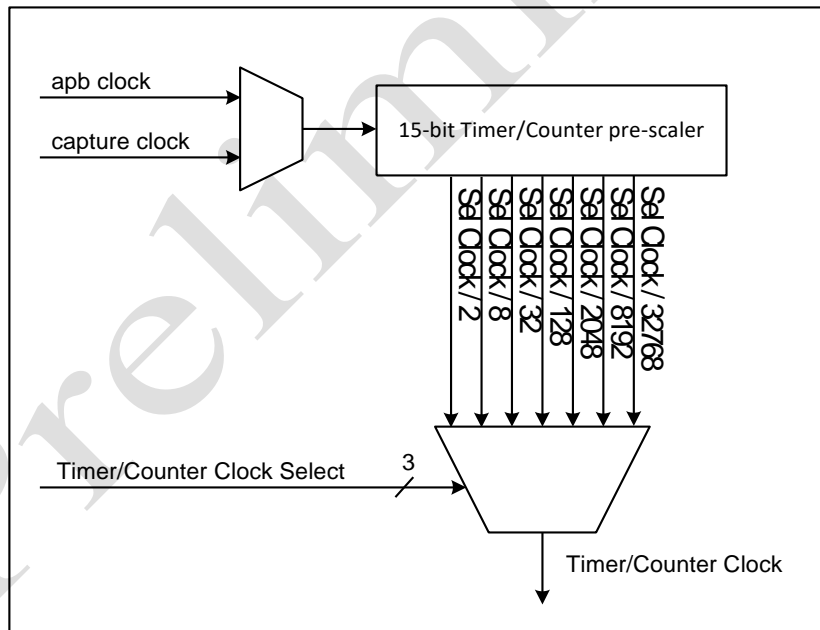 apb clock
capture clock
15-bit Timer/Counter pre-scaler
Sel Clock / 2
Sel Clock / 8
Sel Clock / 32
Sel Clock / 128
Sel Clock / 2048
Sel Clock / 8192
Sel Clock / 32768
Timer/Counter Clock Select
3
Timer/Counter Clock
Prelimi